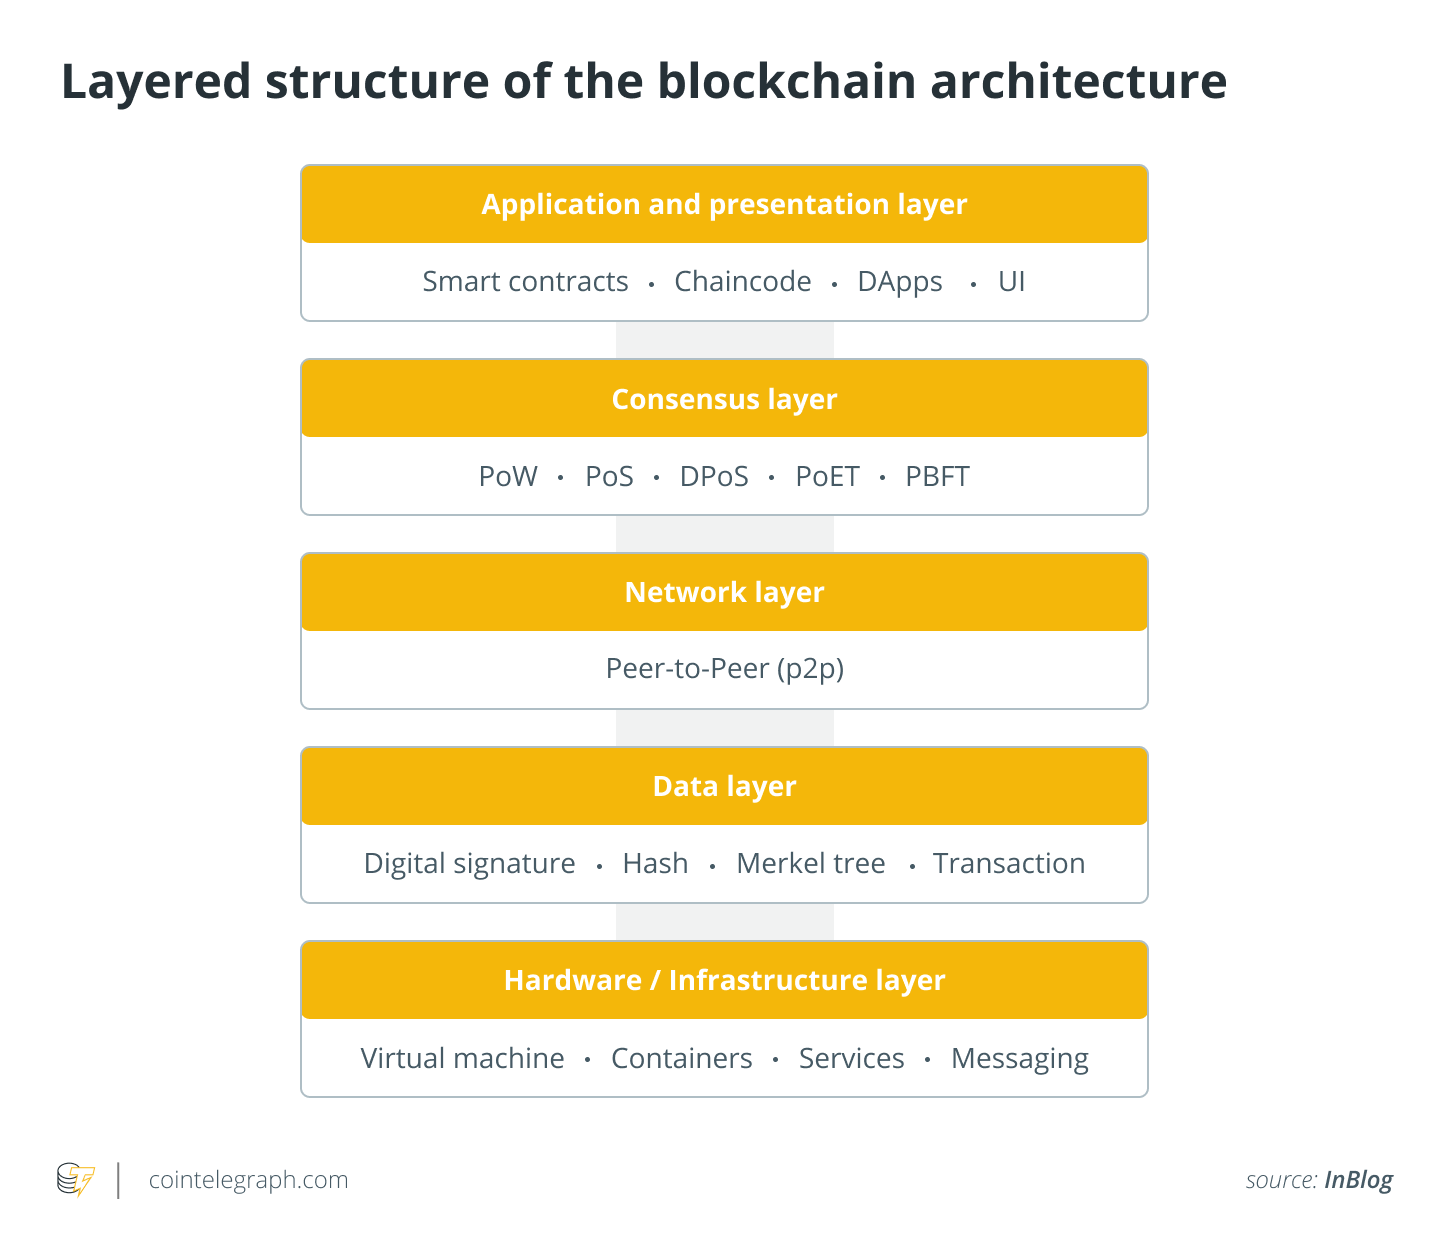 Layered structure of the blockchain architecture
Application and presentation layer
Smart contracts • Chaincode • DApps • UI
Consensus layer
PoW • PoS • DPoS • PoET • PBFT
Network layer
Peer-to-Peer (p2p)
Data layer
Digital signature • Hash • Merkel tree • Transaction
Hardware / Infrastructure layer
Virtual machine • Containers • Services • Messaging
cointelegraph.com
source: InBlog